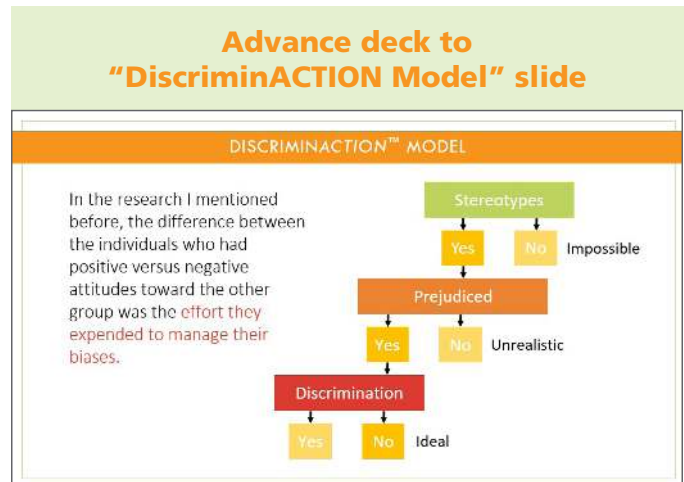 Advance deck to
“DiscriminACTION Model” slide
DISCRIMINACTION™ MODEL
In the research I mentioned
before, the difference between
the individuals who had
positive versus negative
attitudes toward the other
group was the effort they
expended to manage their
biases.
Stereotypes
Yes No Impossible
Prejudiced
Yes No Unrealistic
Discrimination
Yes No Ideal